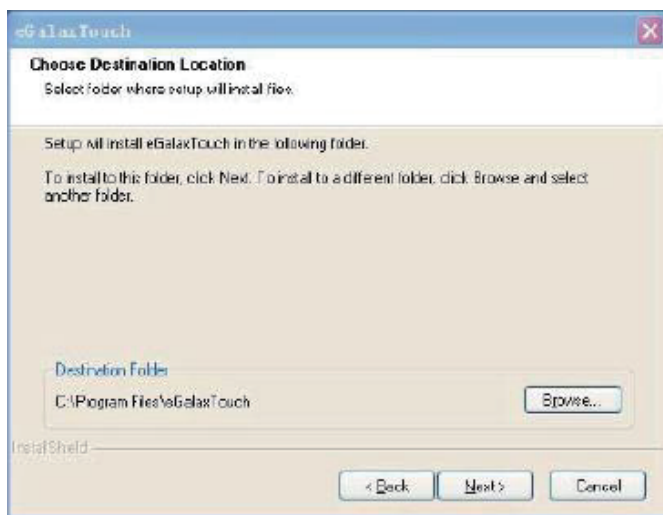 eGalaxTouch
Choose Destination Location
Select folder where setup will install files.
Setup will install eGalaxTouch in the following folder.
To install to this folder, click Next. To install to a different folder, click Browse and select
another folder.
Destination Folder
C:\Program Files\eGalaxTouch
Browse...
InstallShield
< Back
Next >
Cancel